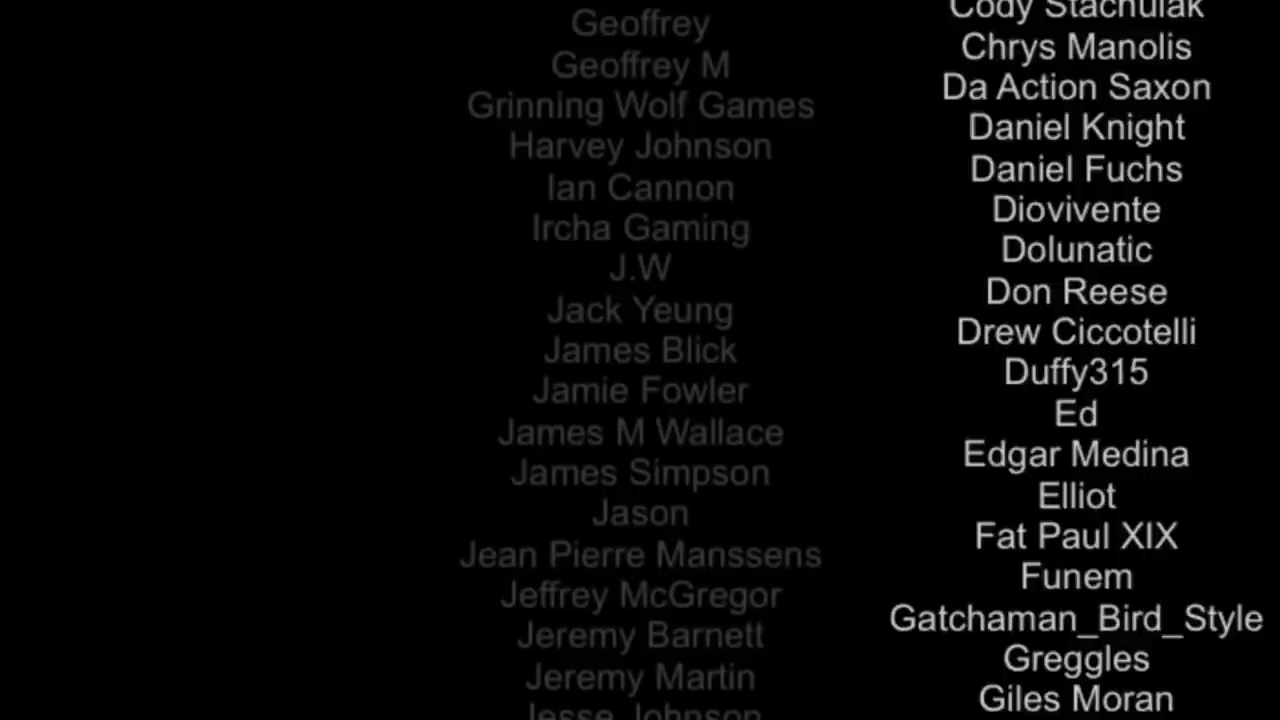 Geoffrey
Geoffrey M
Grinning Wolf Games
Harvey Johnson
Ian Cannon
Ircha Gaming
J.W
Jack Yeung
James Blick
Jamie Fowler
James M Wallace
James Simpson
Jason
Jean Pierre Manssens
Jeffrey McGregor
Jeremy Barnett
Jeremy Martin
Jesse Johnson
Cody Stachulak
Chrys Manolis
Da Action Saxon
Daniel Knight
Daniel Fuchs
Diovivente
Dolunatic
Don Reese
Drew Ciccotelli
Duffy315
Ed
Edgar Medina
Elliot
Fat Paul XIX
Funem
Gatchaman_Bird_Style
Greggles
Giles Moran